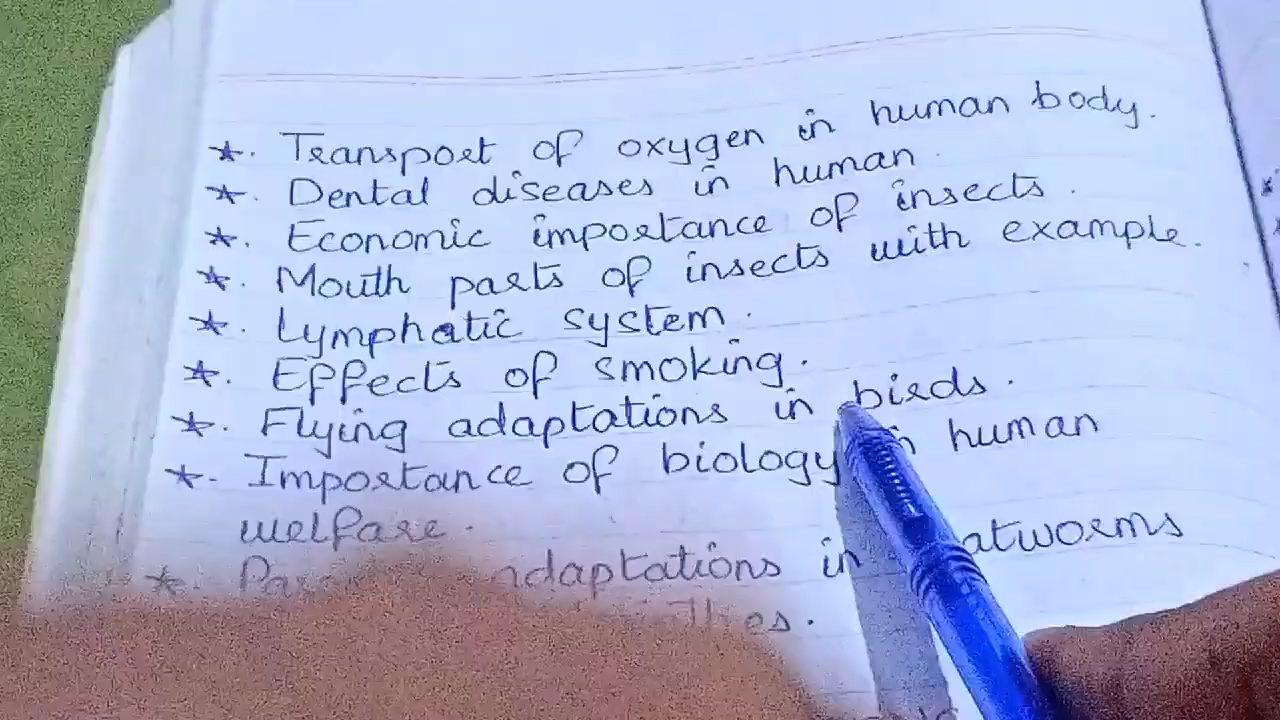 ★. Transport of oxygen in human body.
★. Dental diseases in human.
★. Economic importance of insects.
★. Mouth parts of insects with example.
★. Lymphatic system.
★. Effects of smoking.
★. Flying adaptations in birds.
★. Importance of biology in human
welfare.
★. adaptations in